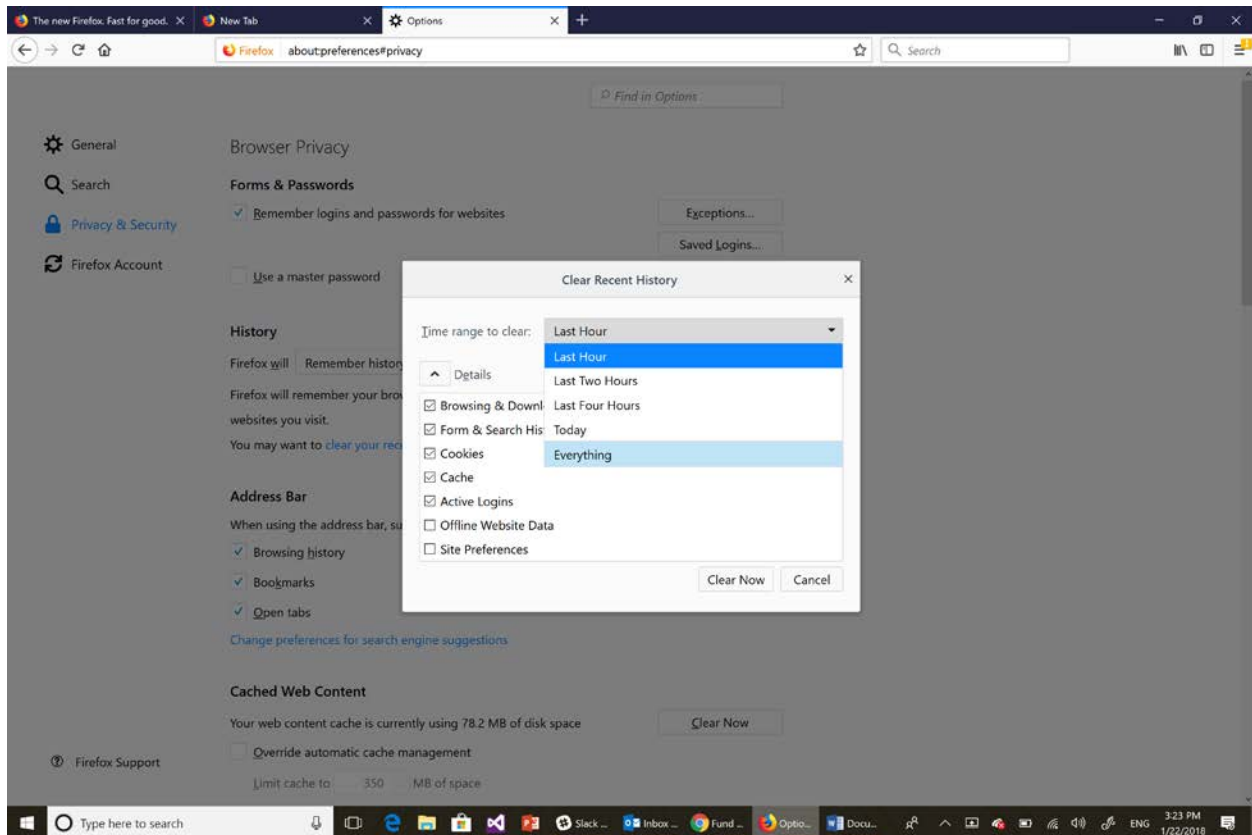 The new Firefox. Fast for good.
New Tab
Options
Firefox about:preferences#privacy
Search
Find in Options
General
Search
Privacy & Security
Firefox Account
Firefox Support
Browser Privacy
Forms & Passwords
Remember logins and passwords for websites
Exceptions...
Saved Logins...
Use a master password
History
Firefox will Remember history
Firefox will remember your brow
websites you visit.
You may want to clear your rec
Address Bar
When using the address bar, su
Browsing history
Bookmarks
Open tabs
Change preferences for search engine suggestions
Cached Web Content
Your web content cache is currently using 78.2 MB of disk space
Clear Now
Override automatic cache management
Limit cache to 350 MB of space
Clear Recent History
Time range to clear: Last Hour
Last Hour
Last Two Hours
Last Four Hours
Today
Everything
Details
Browsing & Downl
Form & Search His
Cookies
Cache
Active Logins
Offline Website Data
Site Preferences
Clear Now Cancel
Type here to search
Slack ...
Inbox ...
Fund ...
Optio...
Docu...
ENG
3:23 PM
1/22/2018